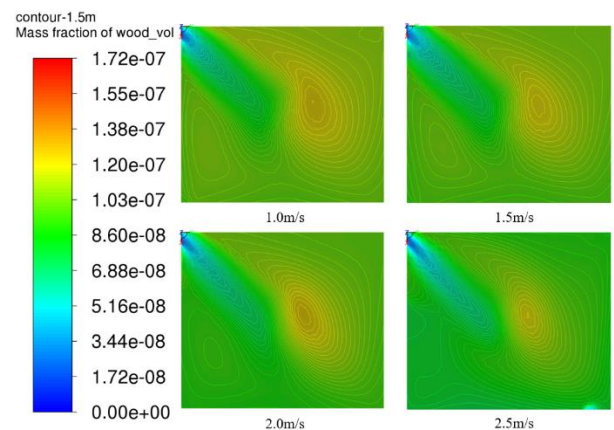 contour-1.5m
Mass fraction of wood_vol
1.72e-07
1.55e-07
1.38e-07
1.20e-07
1.03e-07
8.60e-08
6.88e-08
5.16e-08
3.44e-08
1.72e-08
0.00e+00
1.0m/s
1.5m/s
2.0m/s
2.5m/s